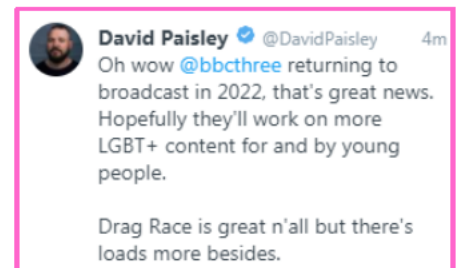 David Paisley @DavidPaisley 4m
Oh wow @bbcthree returning to
broadcast in 2022, that's great news.
Hopefully they'll work on more
LGBT+ content for and by young
people.
Drag Race is great n'all but there's
loads more besides.